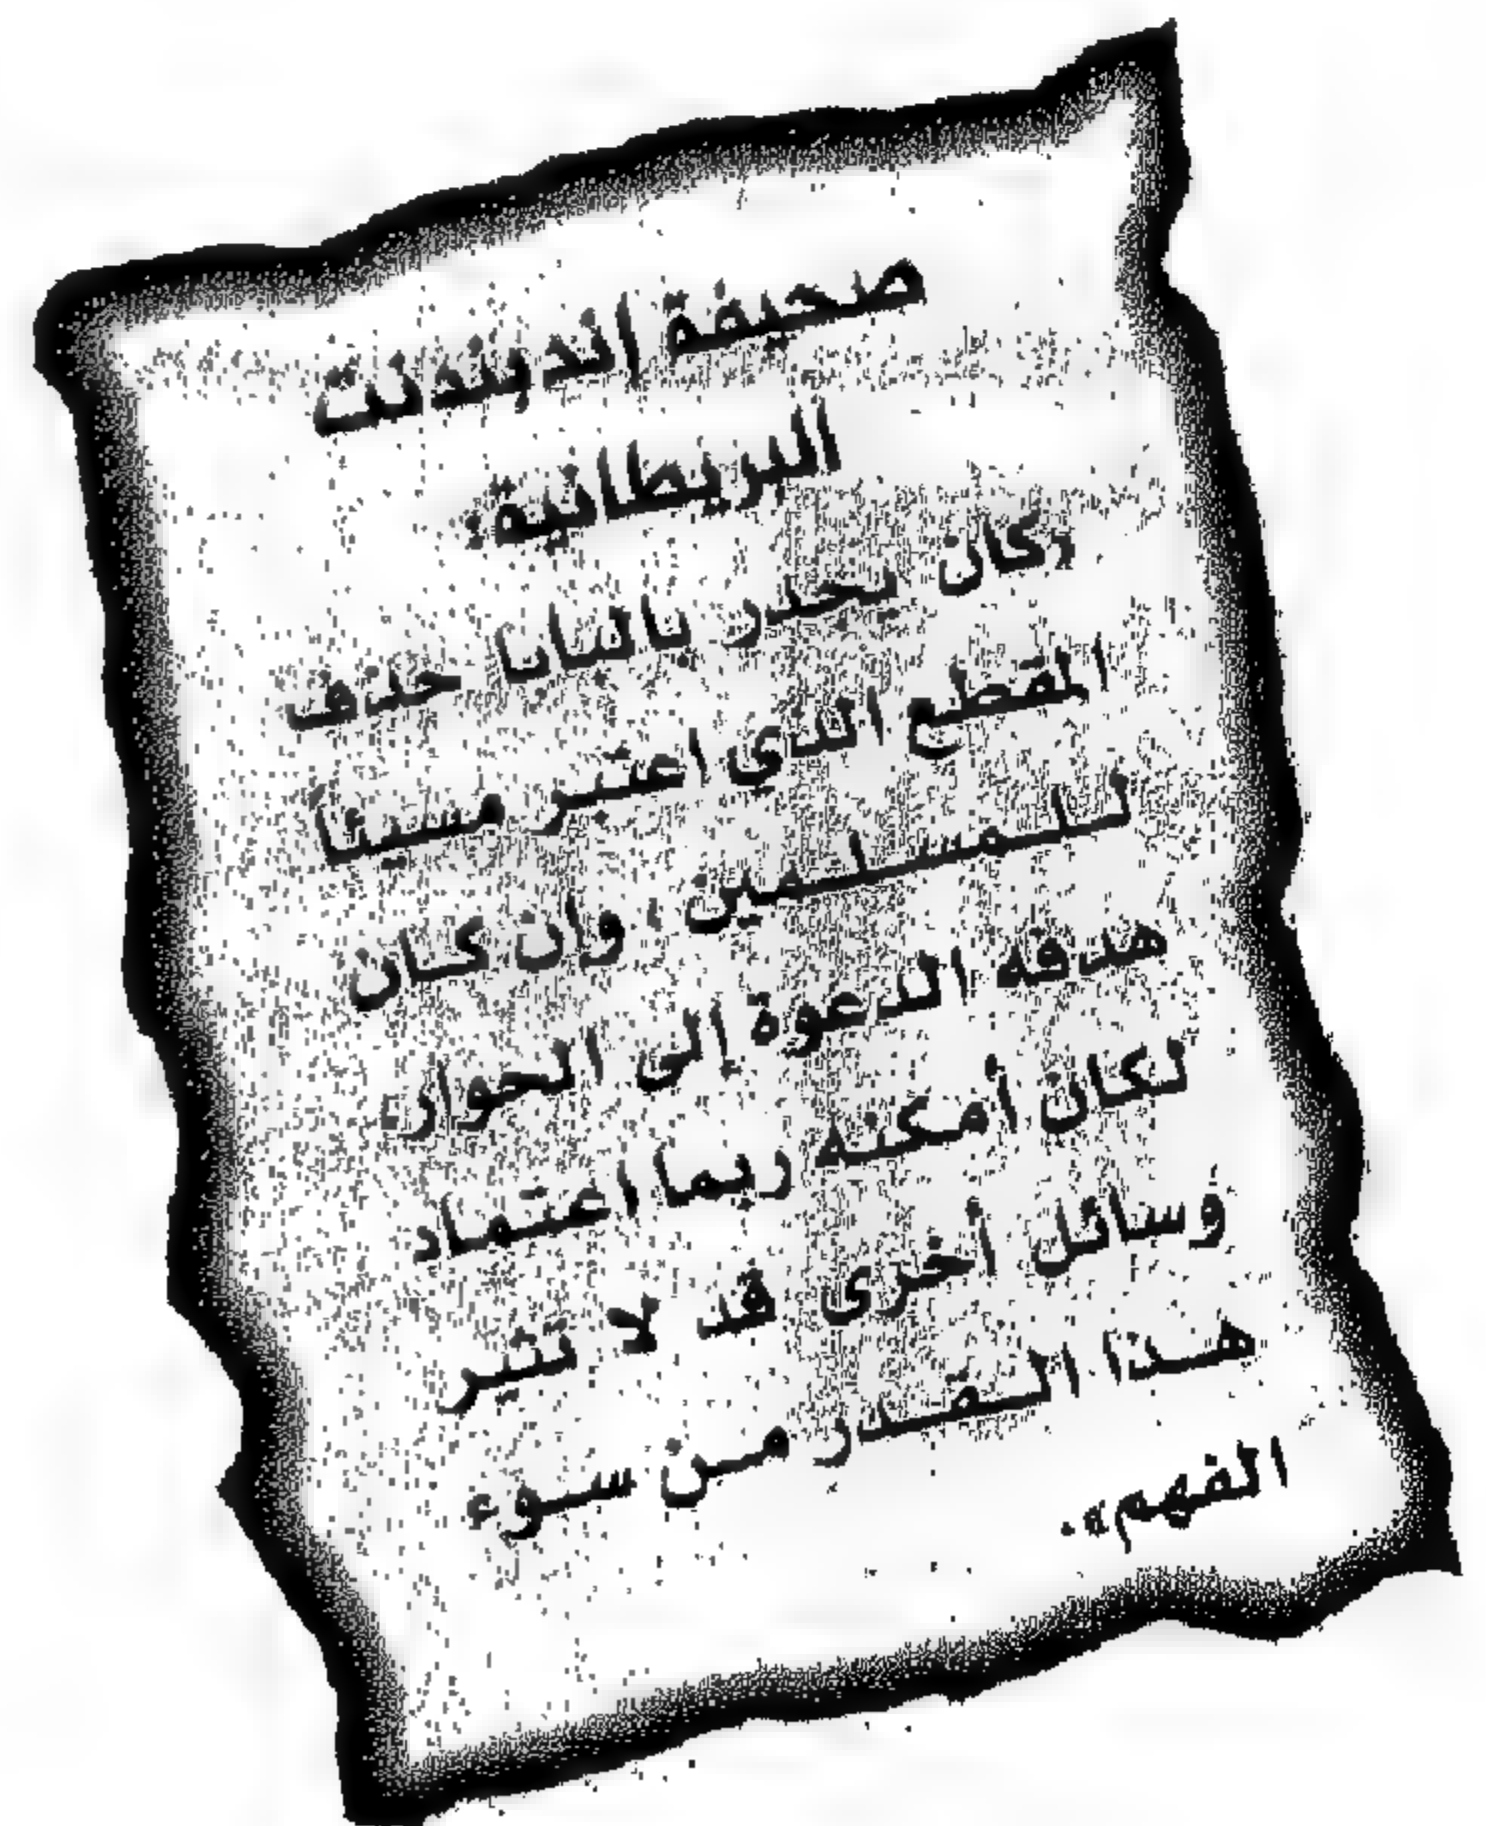 صحيفة إندبندنت
البريطانية:
«كان يجدر بالبابا حذف
المقطع الذي اعتبر مسيئاً
للمسلمين، وإن كان
هدفه الدعوة إلى الحوار،
لكان أمكنه ربما اعتماد
وسائل أخرى قد لا تثير
هذا القدر من سوء
الفهم».